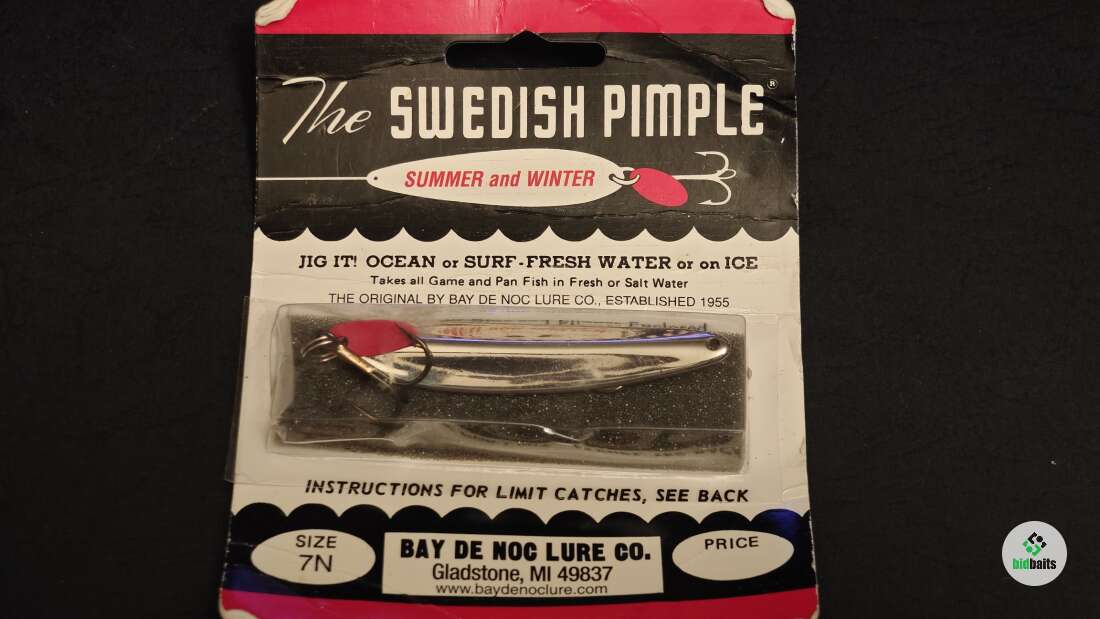 The SWEDISH PIMPLE®
SUMMER and WINTER
JIG IT! OCEAN or SURF-FRESH WATER or on ICE
Takes all Game and Pan Fish in Fresh or Salt Water
THE ORIGINAL BY BAY DE NOC LURE CO., ESTABLISHED 1955
INSTRUCTIONS FOR LIMIT CATCHES, SEE BACK
SIZE
7N
BAY DE NOC LURE CO.
Gladstone, MI 49837
www.baydenoclure.com
PRICE
bidbaits